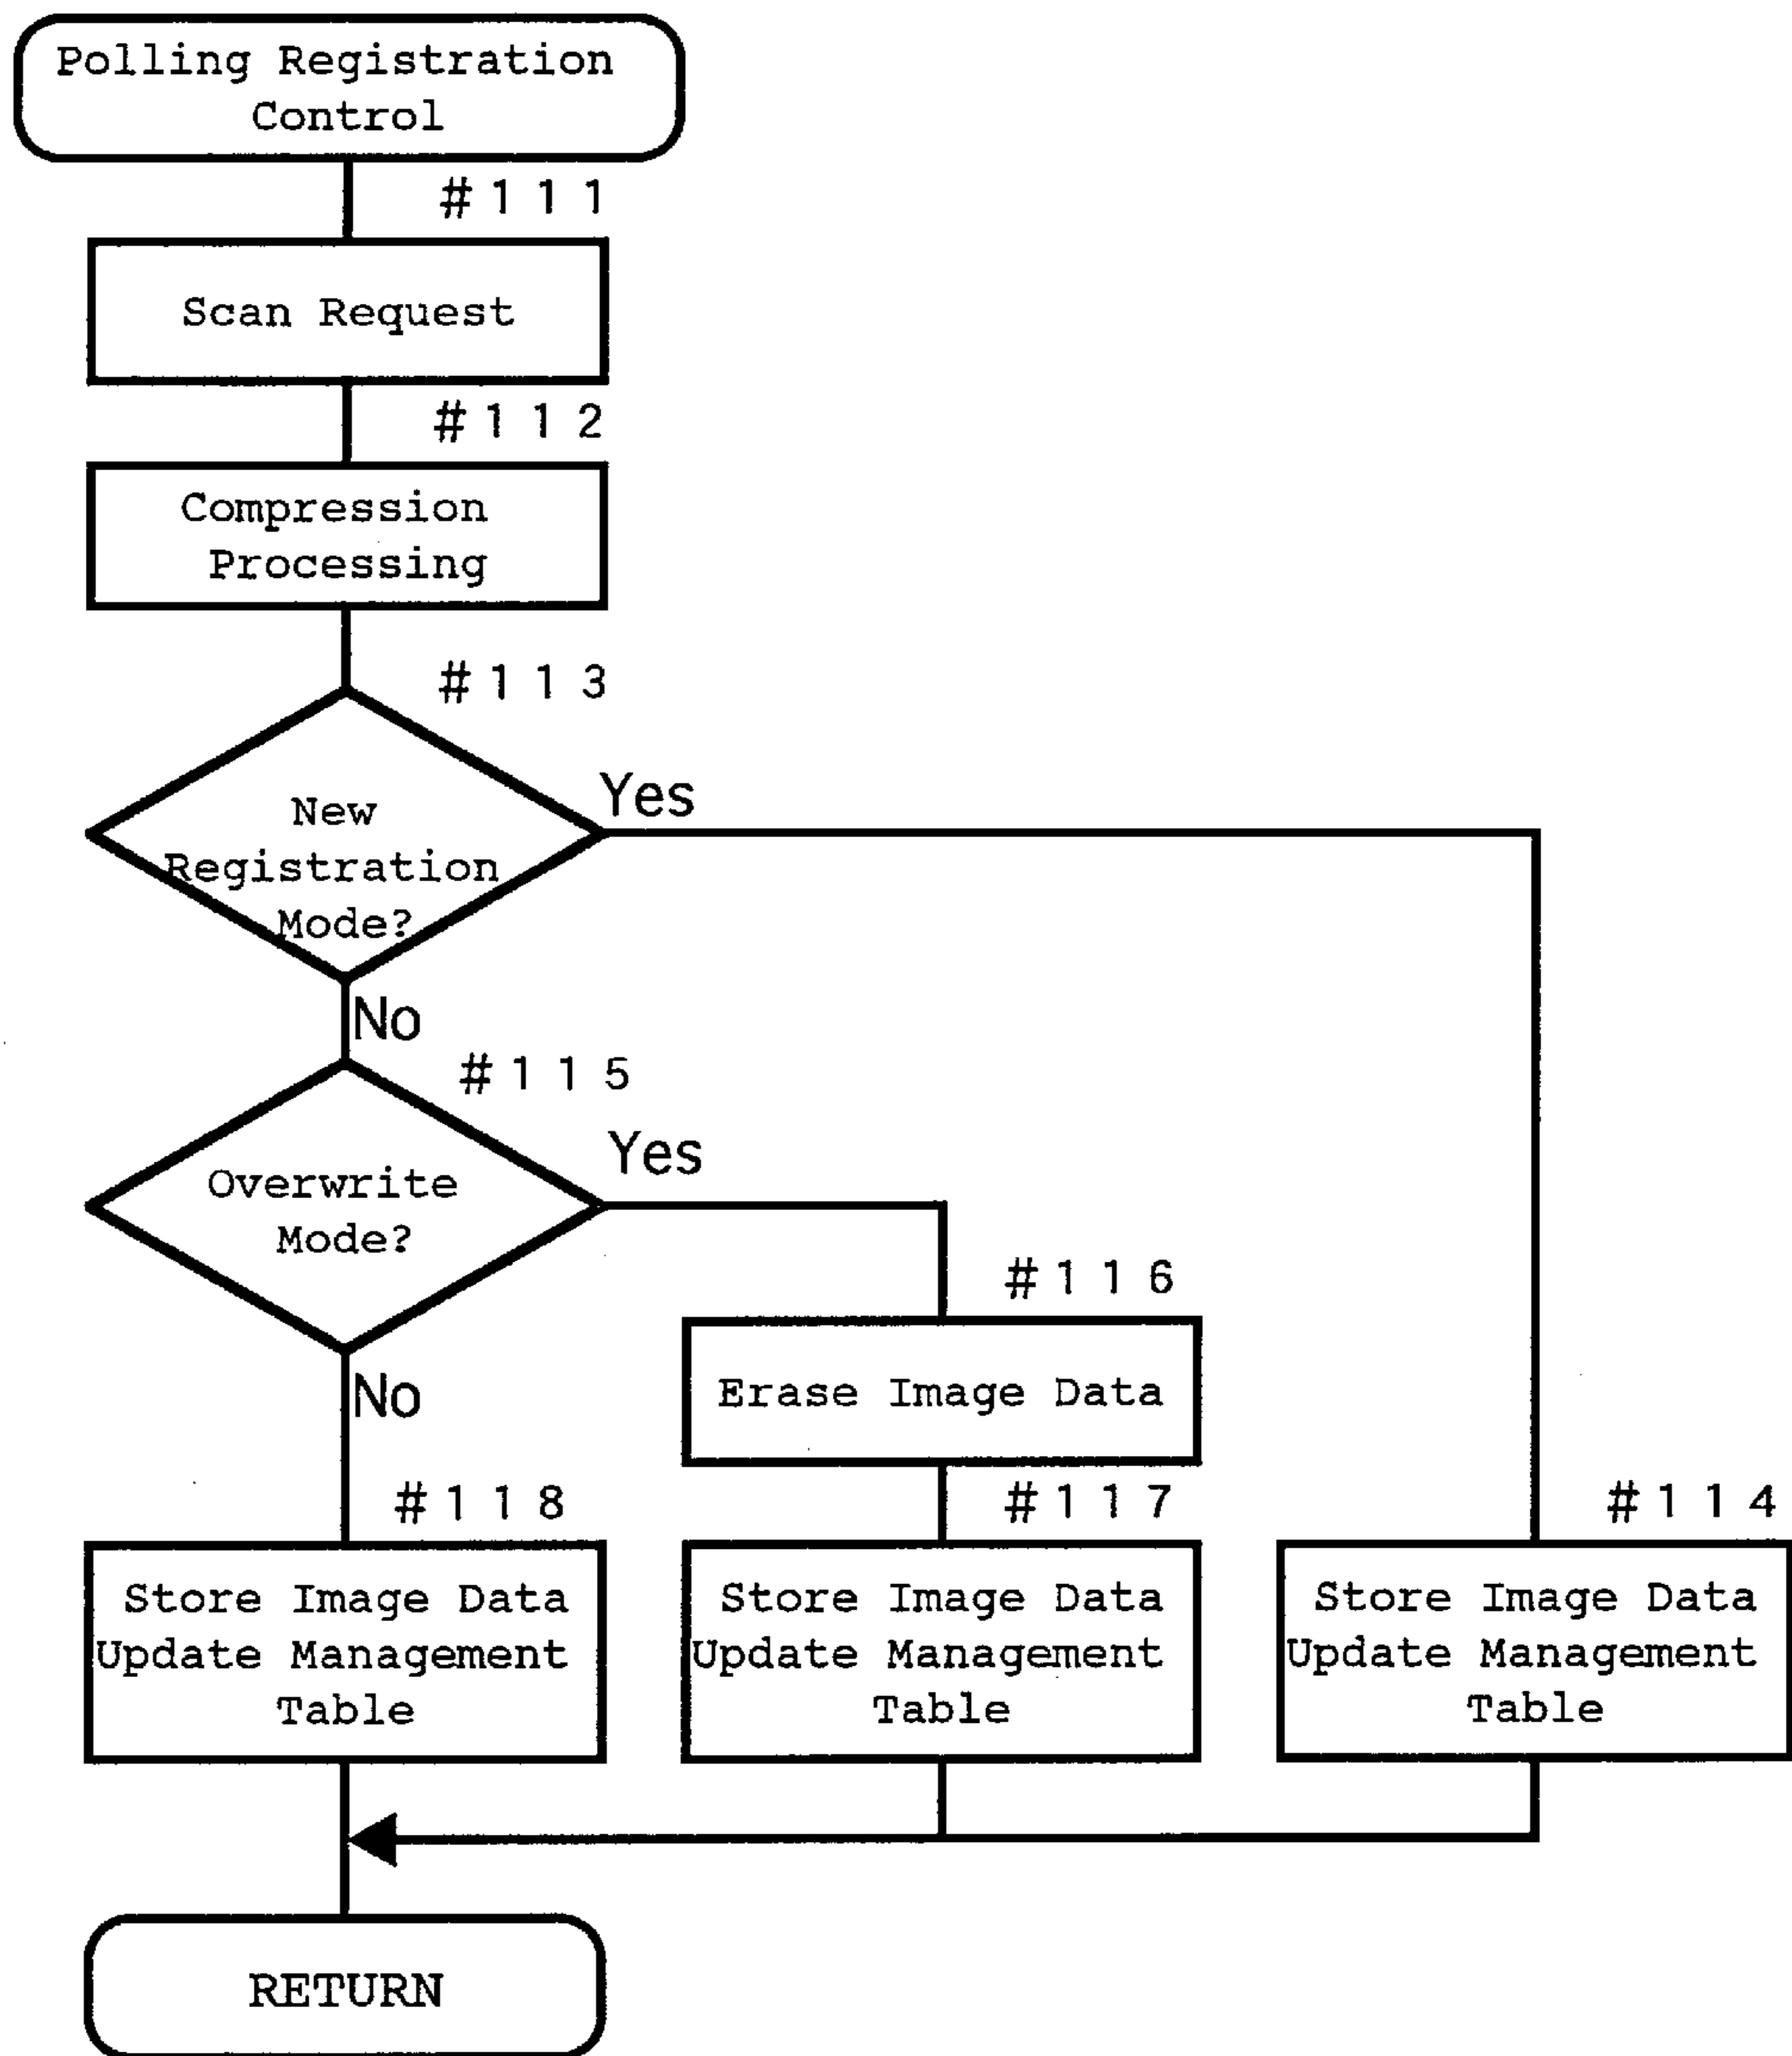 Polling Registration
Control
#111
Scan Request
#112
Compression
Processing
#113
New
Registration
Mode?
Yes
No
#115
Overwrite
Mode?
Yes
No
#116
Erase Image Data
#118
Store Image Data
Update Management
Table
#117
Store Image Data
Update Management
Table
#114
Store Image Data
Update Management
Table
RETURN